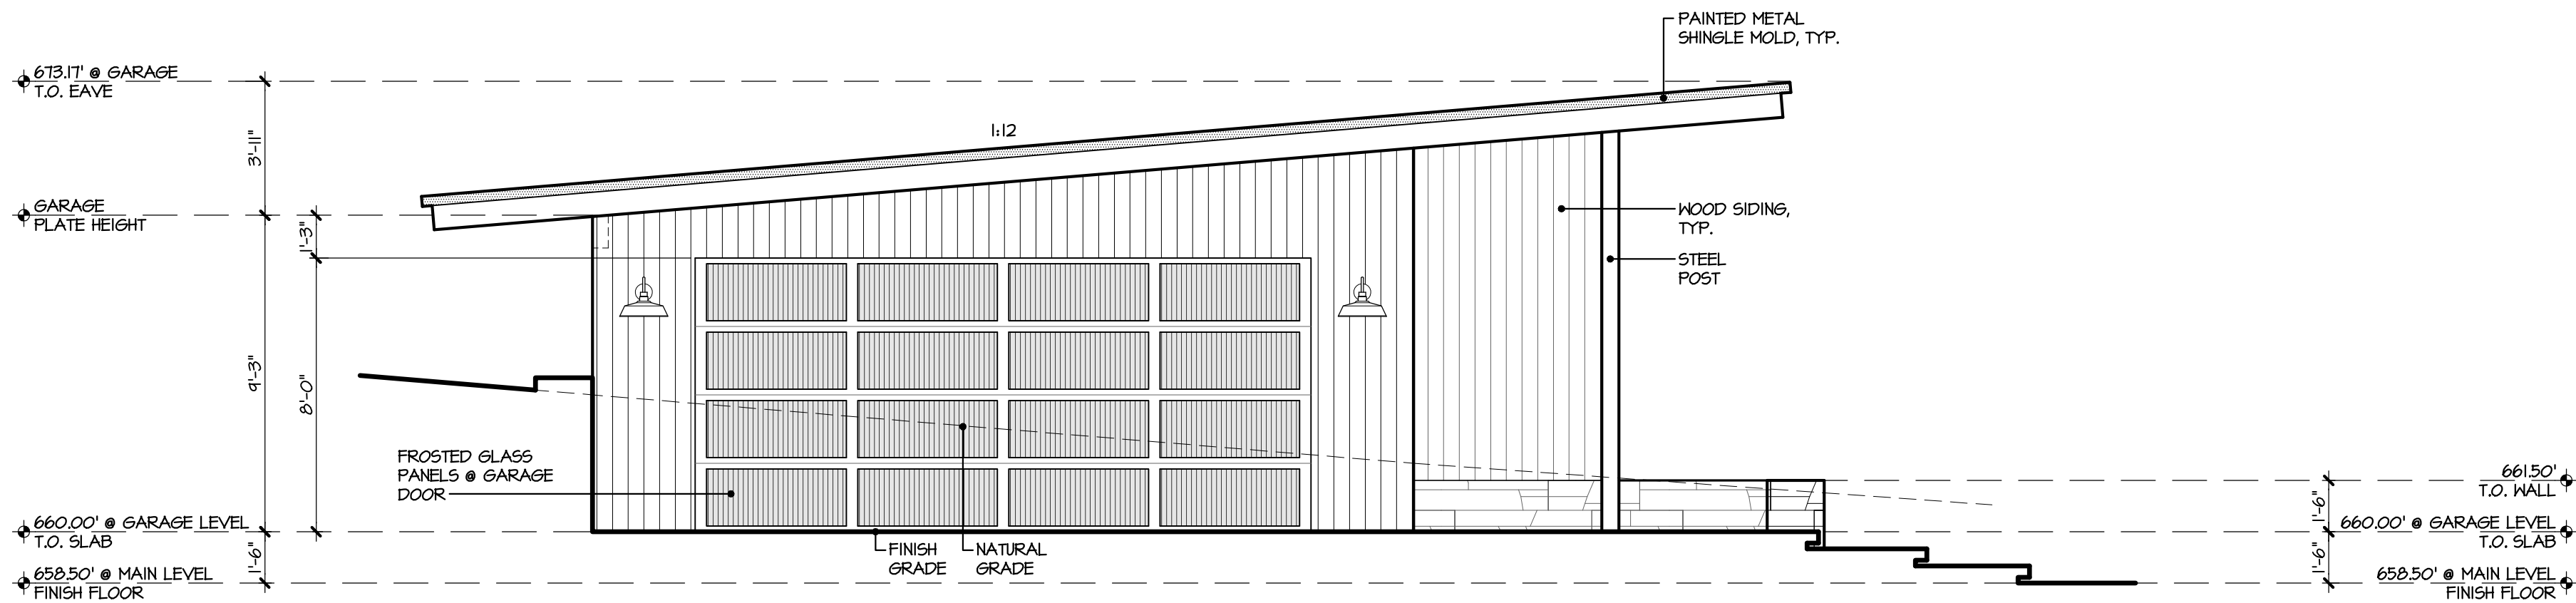 PAINTED METAL
SHINGLE MOLD, TYP.
673.17' @ GARAGE
T.O. EAVE
3'-11"
1:12
GARAGE
PLATE HEIGHT
1'-3"
WOOD SIDING,
TYP.
STEEL
POST
9'-3"
8'-0"
FROSTED GLASS
PANELS @ GARAGE
DOOR
661.50'
T.O. WALL
1'-6"
660.00' @ GARAGE LEVEL
T.O. SLAB
660.00' @ GARAGE LEVEL
T.O. SLAB
FINISH
GRADE
NATURAL
GRADE
1'-6"
1'-6"
658.50' @ MAIN LEVEL
FINISH FLOOR
658.50' @ MAIN LEVEL
FINISH FLOOR